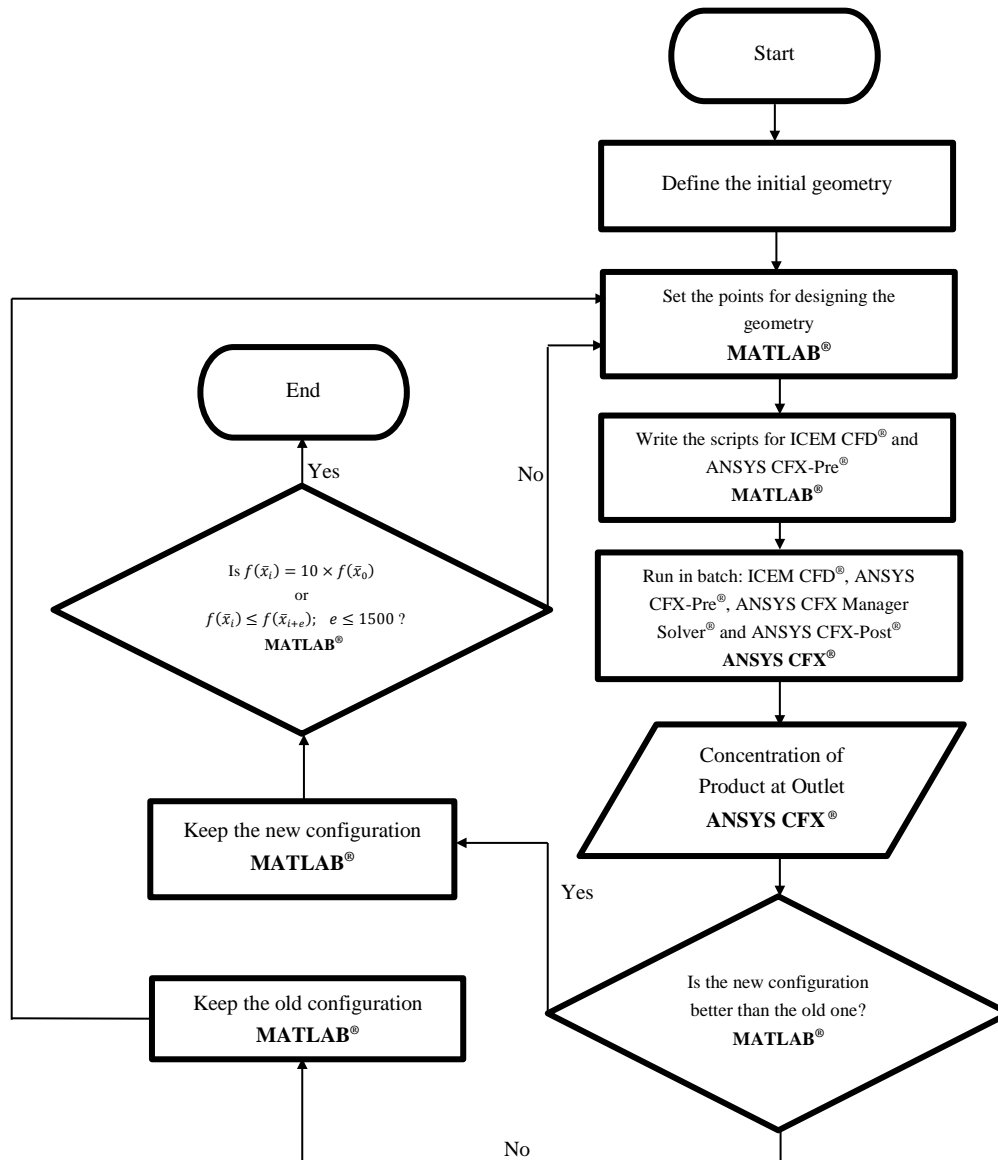 Start
Define the initial geometry
Set the points for designing the
geometry
MATLAB®
Write the scripts for ICEM CFD® and
ANSYS CFX-Pre®
MATLAB®
Run in batch: ICEM CFD®, ANSYS
CFX-Pre®, ANSYS CFX Manager
Solver® and ANSYS CFX-Post®
ANSYS CFX®
Concentration of
Product at Outlet
ANSYS CFX®
Is the new configuration
better than the old one?
MATLAB®
Yes
No
Keep the new configuration
MATLAB®
Keep the old configuration
MATLAB®
Is f(x̄ᵢ) = 10 × f(x̄₀)
or
f(x̄ᵢ) ≤ f(x̄ᵢ₊ₑ); e ≤ 1500 ?
MATLAB®
Yes
No
End